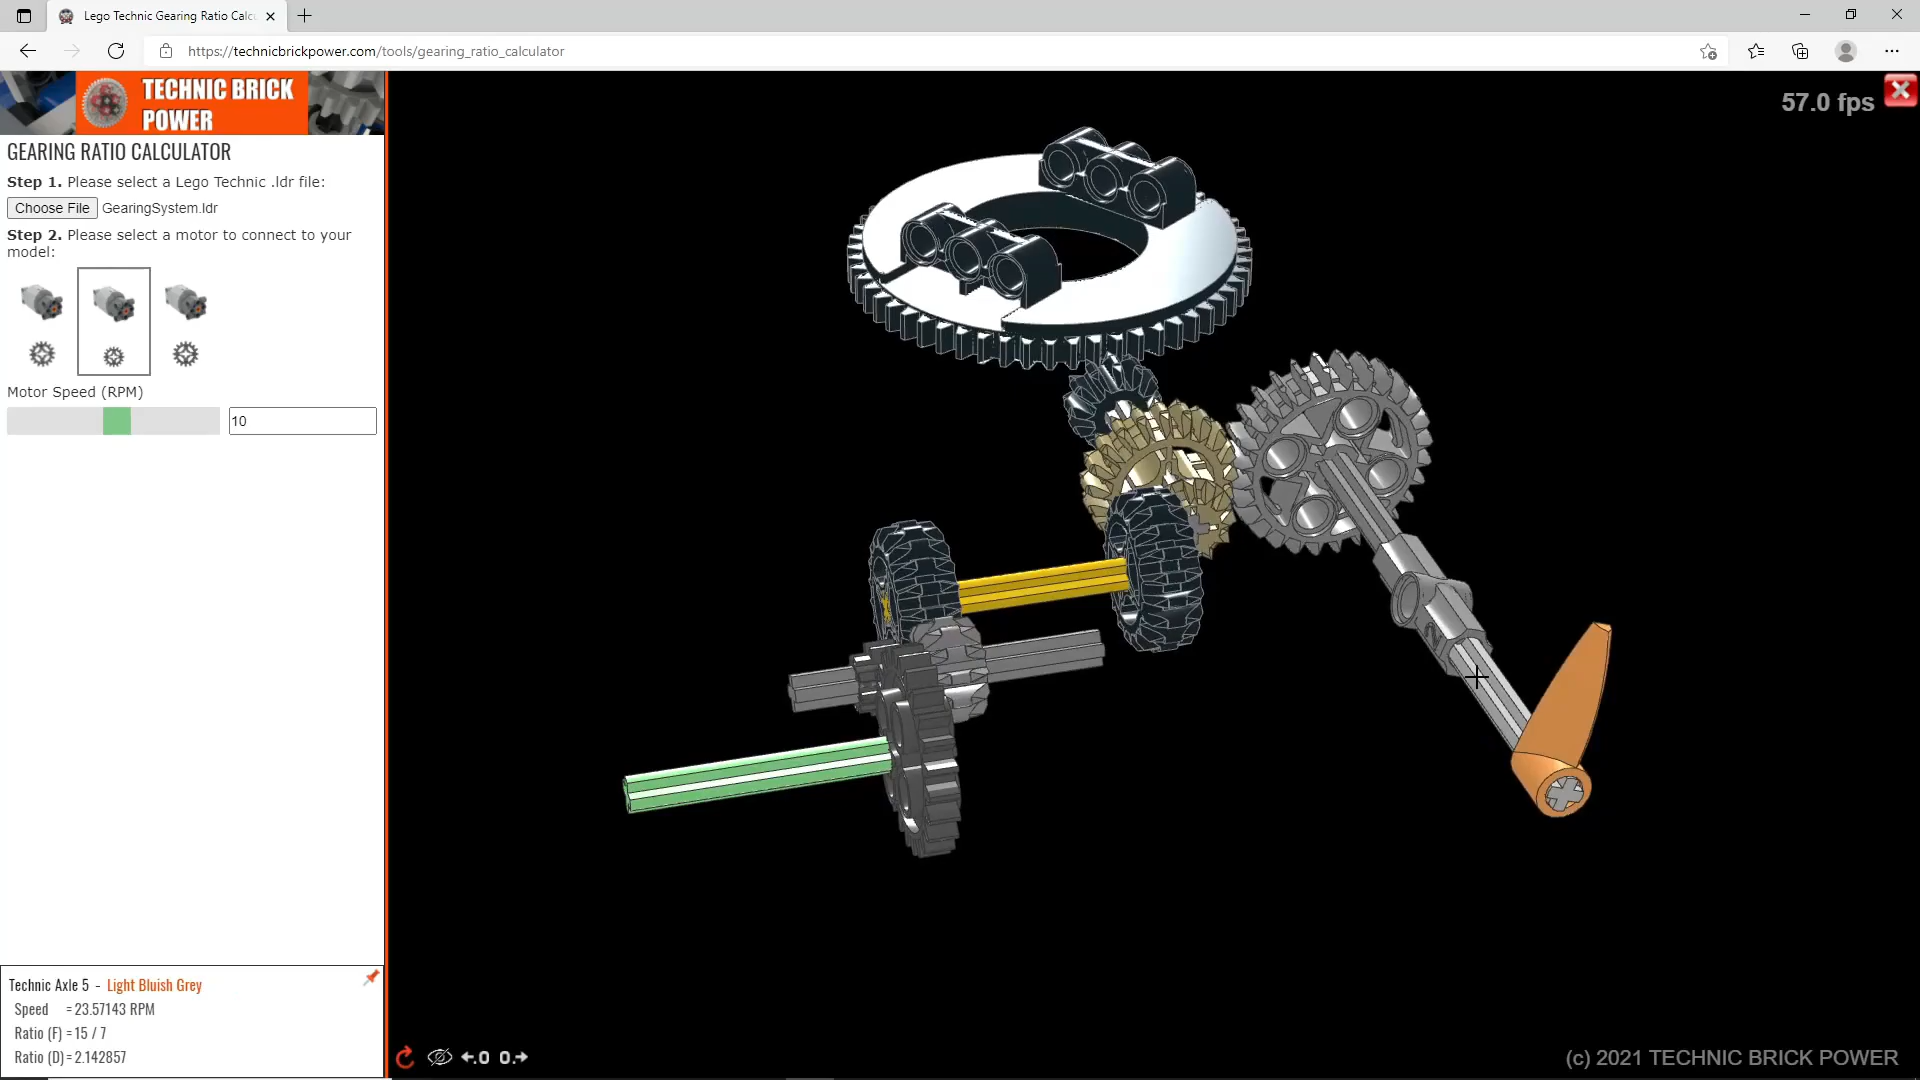 Lego Technic Gearing Ratio Calc
https://technicbrickpower.com/tools/gearing_ratio_calculator
TECHNIC BRICK
POWER
57.0 fps
GEARING RATIO CALCULATOR
Step 1. Please select a Lego Technic .ldr file:
Choose File GearingSystem.ldr
Step 2. Please select a motor to connect to your
model:
Motor Speed (RPM)
10
2
Technic Axle 5 - Light Bluish Grey
Speed = 23.57143 RPM
Ratio (F) = 15 / 7
Ratio (D) = 2.142857
←.0 0.→
(c) 2021 TECHNIC BRICK POWER